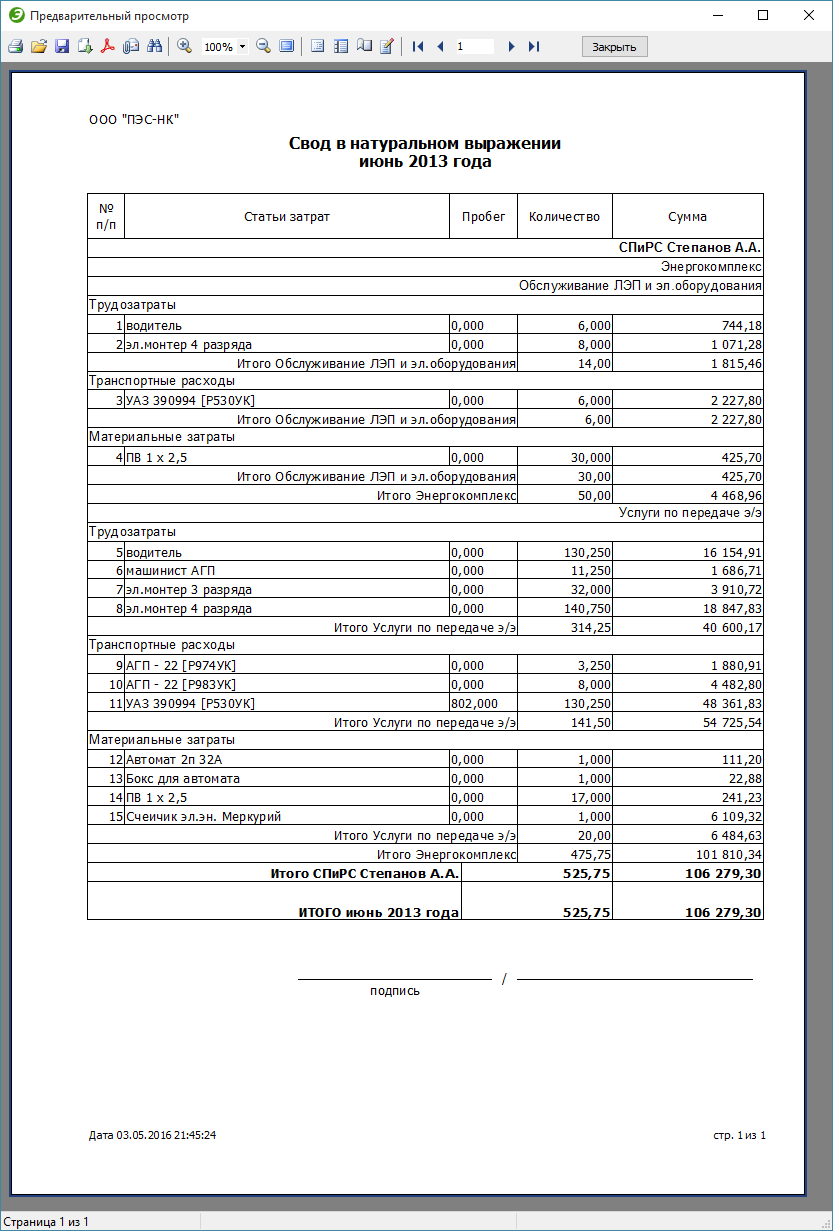 Предварительный просмотр
100%
1
Закрыть
ООО "ПЭС-НК"
Свод в натуральном выражении
июнь 2013 года
№ п/п Статьи затрат Пробег Количество Сумма
СПиРС Степанов А.А.
Энергокомплекс
Обслуживание ЛЭП и эл.оборудования
Трудозатраты
1 водитель 0,000 6,000 744,18
2 эл.монтер 4 разряда 0,000 8,000 1 071,28
Итого Обслуживание ЛЭП и эл.оборудования 14,00 1 815,46
Транспортные расходы
3 УАЗ 390994 [Р530УК] 0,000 6,000 2 227,80
Итого Обслуживание ЛЭП и эл.оборудования 6,00 2 227,80
Материальные затраты
4 ПВ 1 х 2,5 0,000 30,000 425,70
Итого Обслуживание ЛЭП и эл.оборудования 30,00 425,70
Итого Энергокомплекс 50,00 4 468,96
Услуги по передаче э/э
Трудозатраты
5 водитель 0,000 130,250 16 154,91
6 машинист АГП 0,000 11,250 1 686,71
7 эл.монтер 3 разряда 0,000 32,000 3 910,72
8 эл.монтер 4 разряда 0,000 140,750 18 847,83
Итого Услуги по передаче э/э 314,25 40 600,17
Транспортные расходы
9 АГП - 22 [Р974УК] 0,000 3,250 1 880,91
10 АГП - 22 [Р983УК] 0,000 8,000 4 482,80
11 УАЗ 390994 [Р530УК] 802,000 130,250 48 361,83
Итого Услуги по передаче э/э 141,50 54 725,54
Материальные затраты
12 Автомат 2п 32А 0,000 1,000 111,20
13 Бокс для автомата 0,000 1,000 22,88
14 ПВ 1 х 2,5 0,000 17,000 241,23
15 Счеичик эл.эн. Меркурий 0,000 1,000 6 109,32
Итого Услуги по передаче э/э 20,00 6 484,63
Итого Энергокомплекс 475,75 101 810,34
Итого СПиРС Степанов А.А. 525,75 106 279,30
ИТОГО июнь 2013 года 525,75 106 279,30
/
подпись
Дата 03.05.2016 21:45:24 стр. 1 из 1
Страница 1 из 1